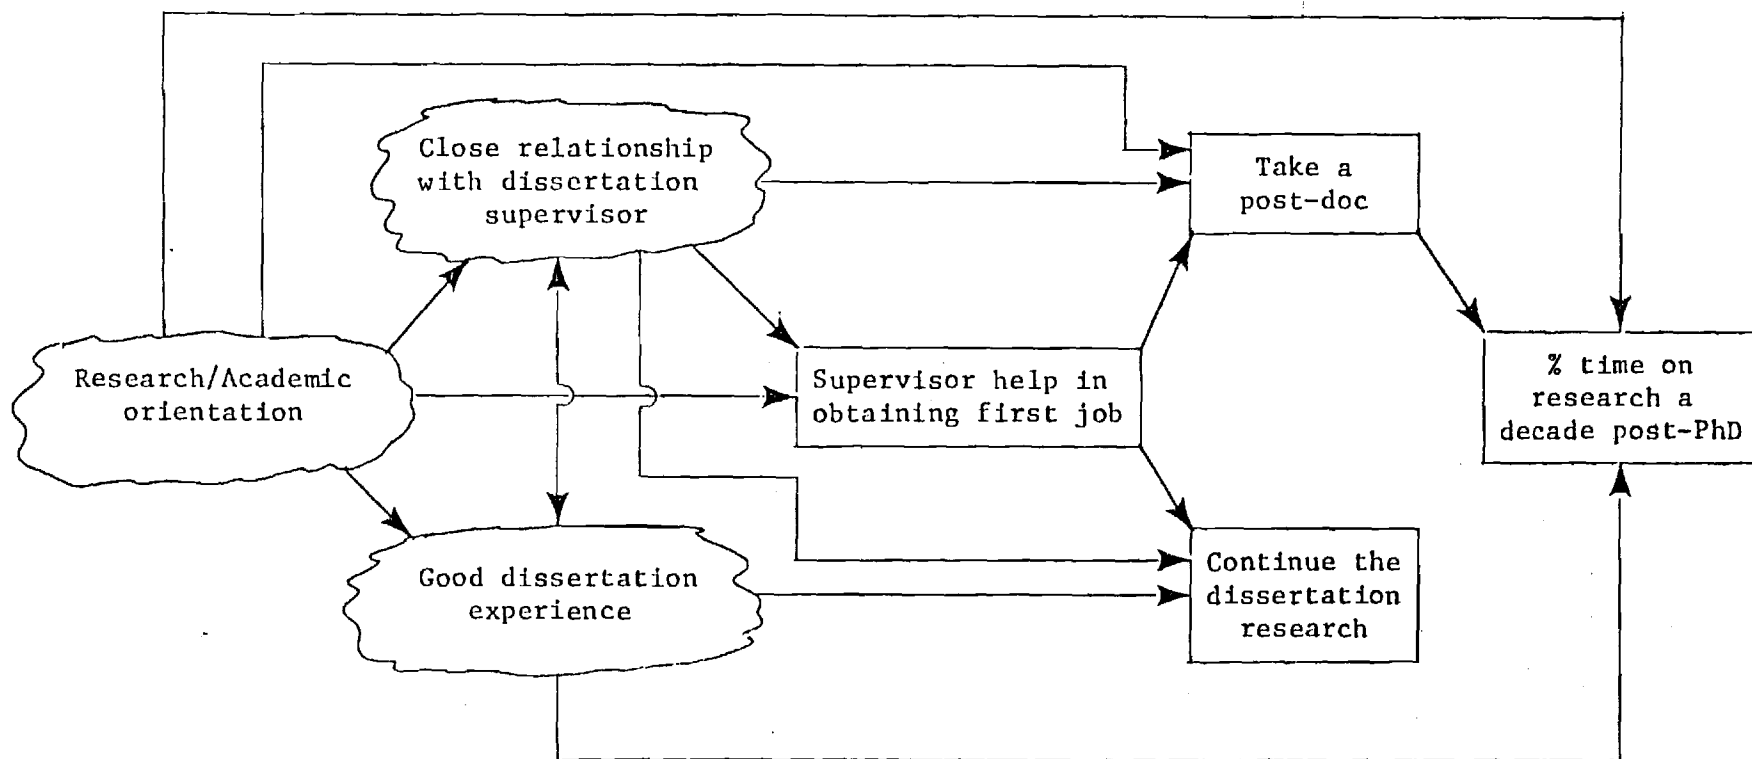 Close relationship
with dissertation
supervisor
Take a
post-doc
Research/Academic
orientation
Supervisor help in
obtaining first job
% time on
research a
decade post-PhD
Good dissertation
experience
Continue the
dissertation
research